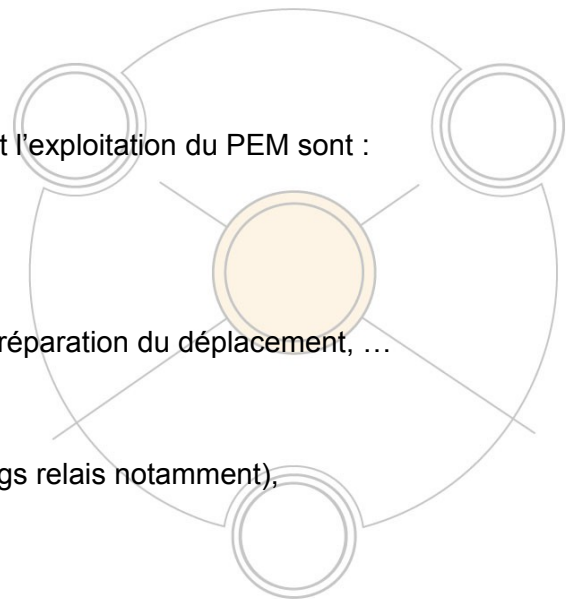 t l’exploitation du PEM sont :
réparation du déplacement, …
gs relais notamment),